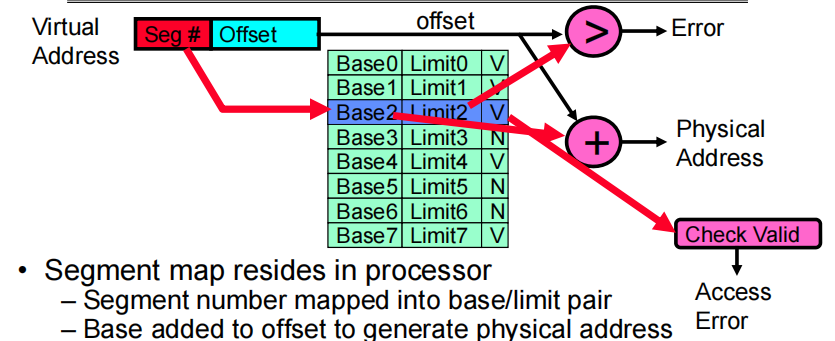 Virtual
Address
Seg #
Offset
offset
>
Error
Base0 Limit0 V
Base1 Limit1 V
Base2 Limit2 V
Base3 Limit3 N
Base4 Limit4 V
Base5 Limit5 N
Base6 Limit6 N
Base7 Limit7 V
+
Physical
Address
Check Valid
Access
Error
• Segment map resides in processor
– Segment number mapped into base/limit pair
– Base added to offset to generate physical address